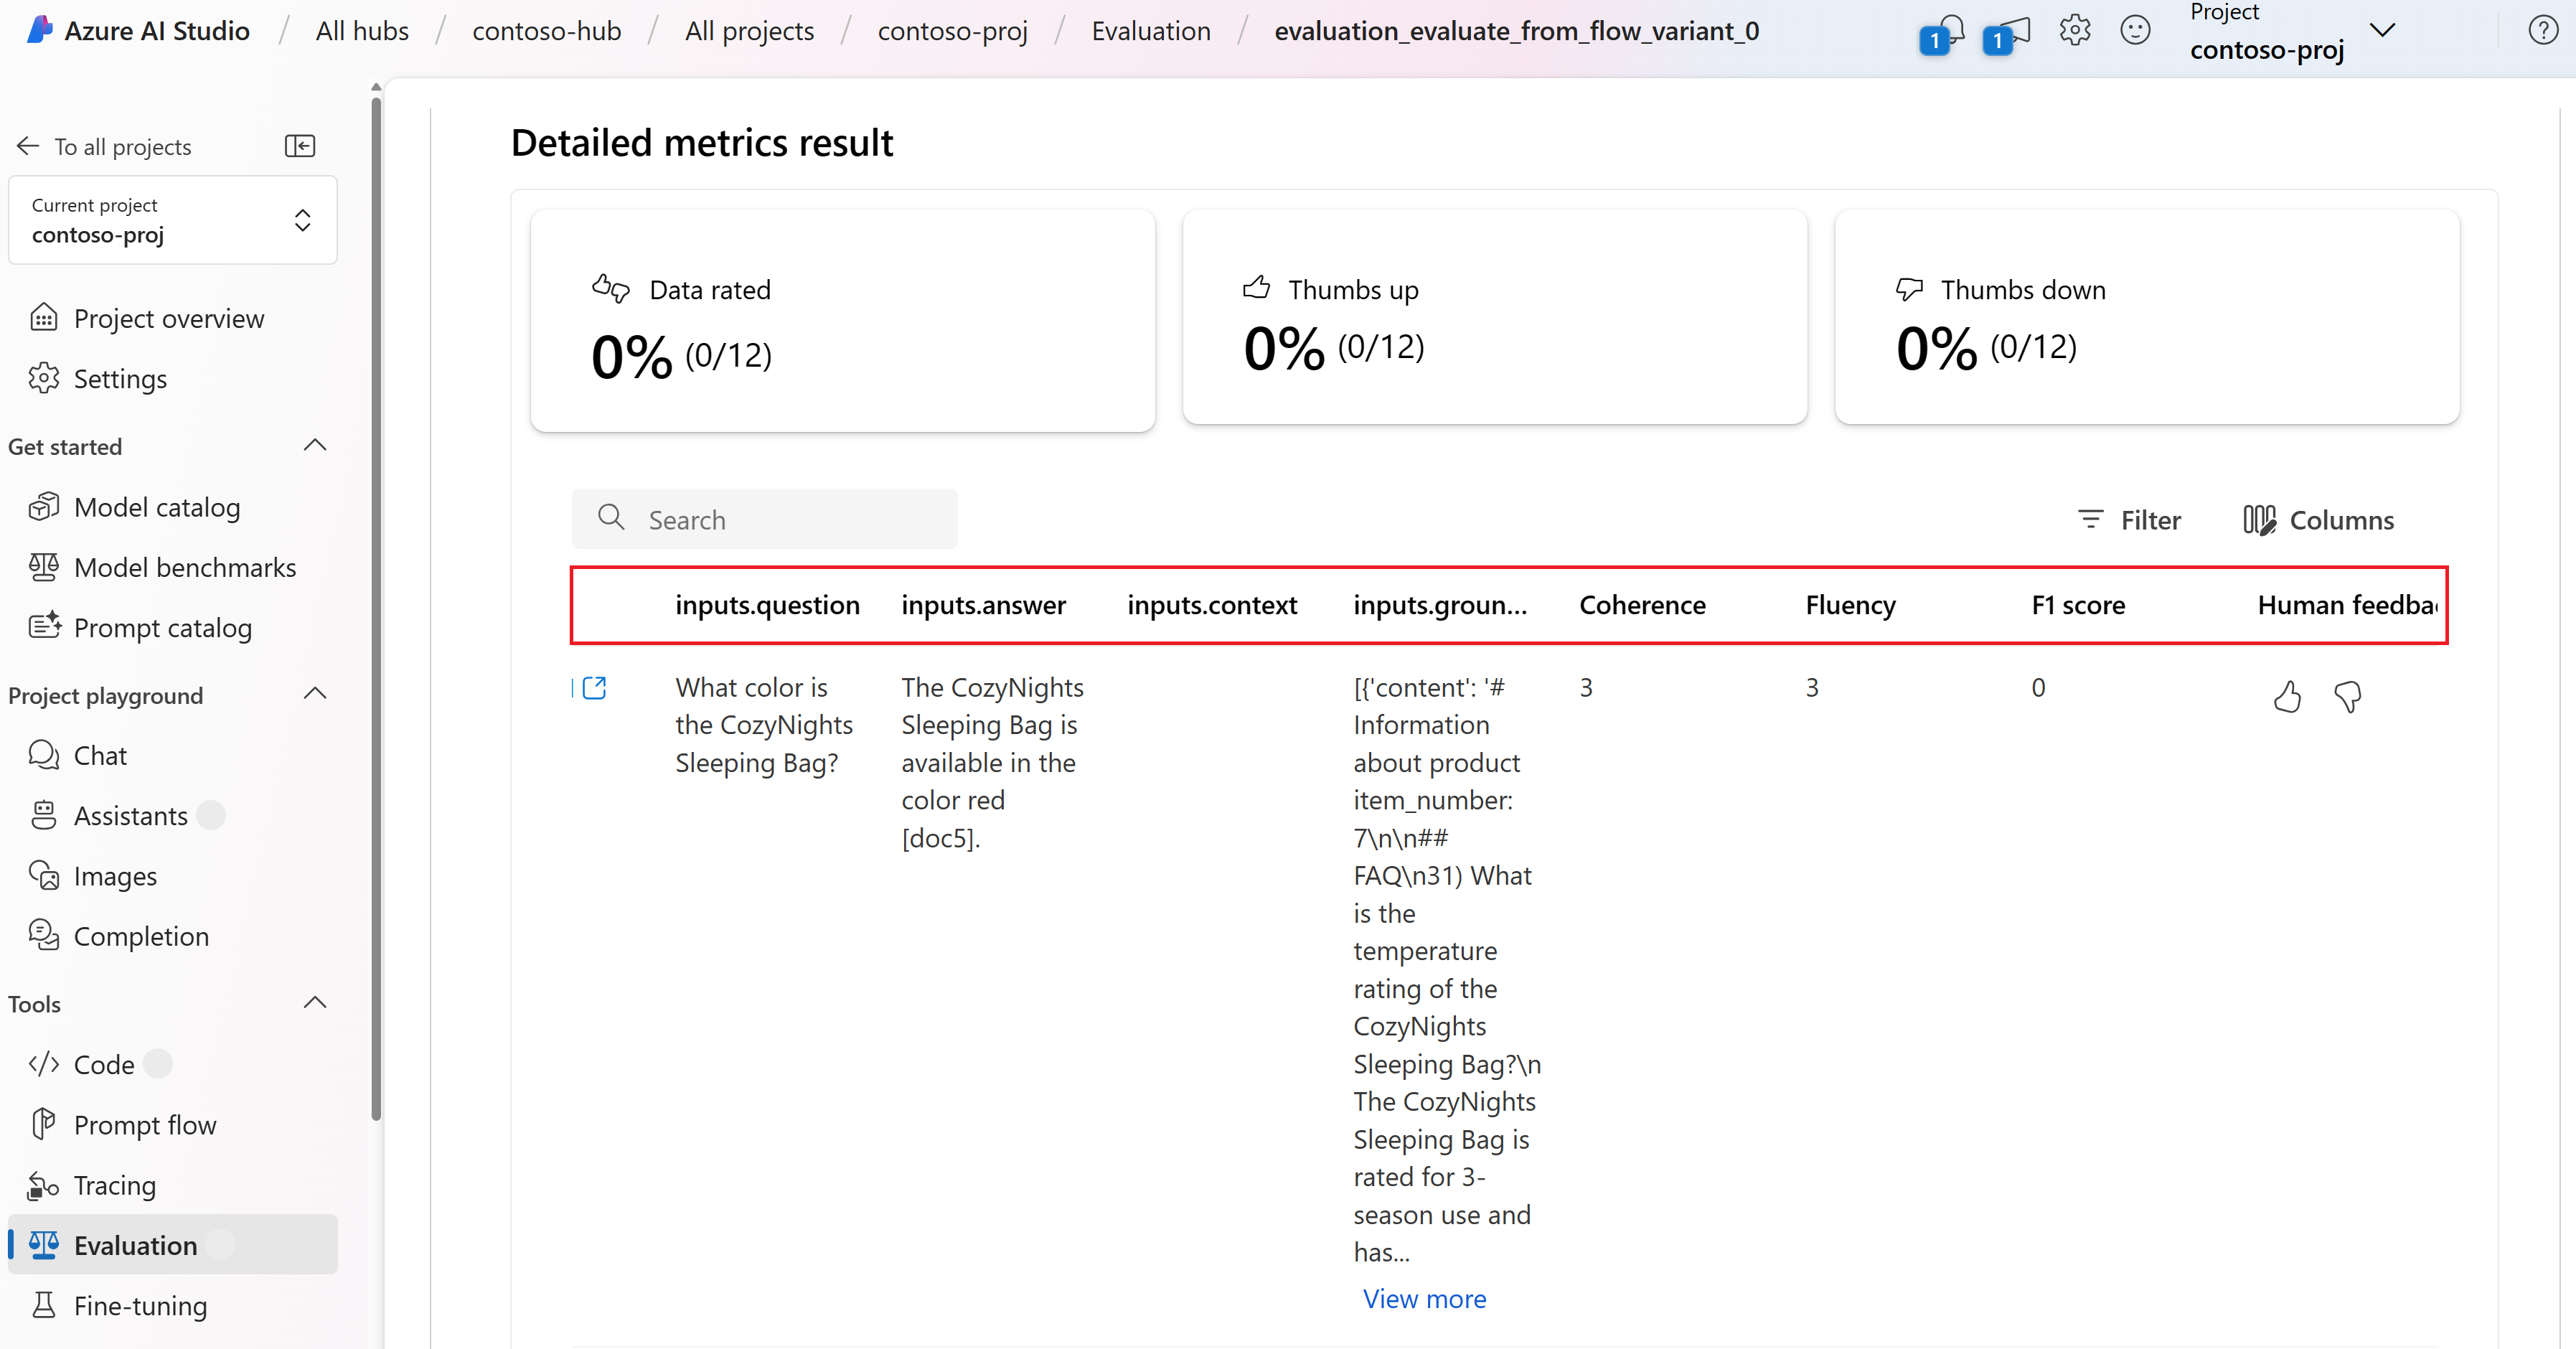 Azure AI Studio / All hubs / contoso-hub / All projects / contoso-proj / Evaluation / evaluation_evaluate_from_flow_variant_0
1
1
Project
contoso-proj
To all projects
Current project
contoso-proj
Project overview
Settings
Get started
Model catalog
Model benchmarks
Prompt catalog
Project playground
Chat
Assistants
Images
Completion
Tools
Code
Prompt flow
Tracing
Evaluation
Fine-tuning
Detailed metrics result
Data rated
0% (0/12)
Thumbs up
0% (0/12)
Thumbs down
0% (0/12)
Search
Filter
Columns
inputs.question inputs.answer inputs.context inputs.groun... Coherence Fluency F1 score Human feedba
What color is
the CozyNights
Sleeping Bag?
The CozyNights
Sleeping Bag is
available in the
color red
[doc5].
[{'content': '#
Information
about product
item_number:
7\n\n##
FAQ\n31) What
is the
temperature
rating of the
CozyNights
Sleeping Bag?\n
The CozyNights
Sleeping Bag is
rated for 3-
season use and
has...
View more
3
3
0